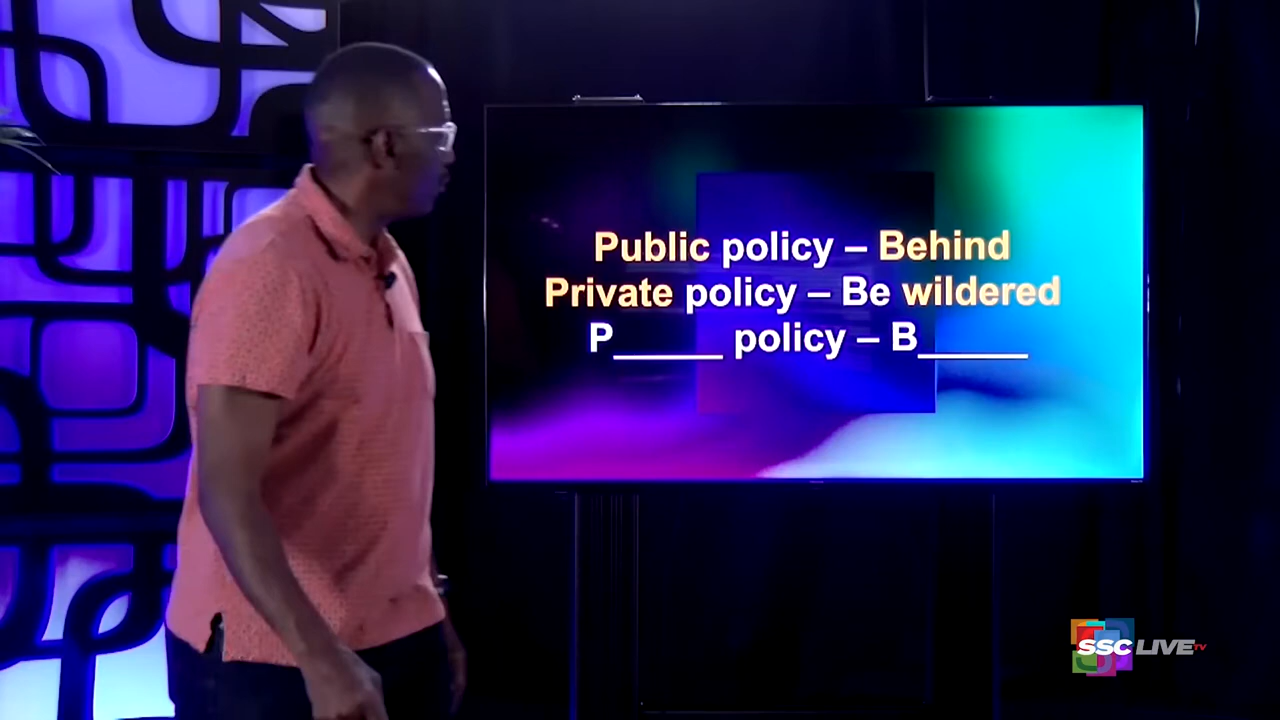 Public policy – Behind
Private policy – Be wildered
P_____ policy – B_____
SSC LIVE TV